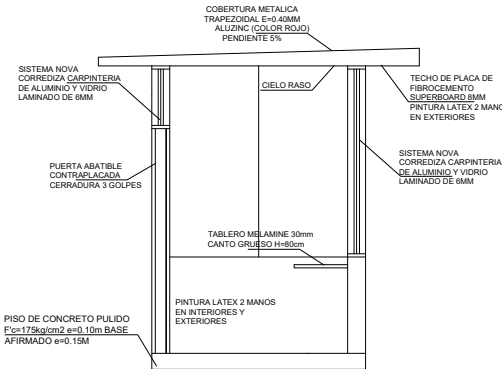 COBERTURA METALICA
TRAPEZOIDAL E=0.40MM
ALUZINC (COLOR ROJO)
PENDIENTE 5%
SISTEMA NOVA
CORREDIZA CARPINTERIA
DE ALUMINIO Y VIDRIO
LAMINADO DE 6MM
CIELO RASO
TECHO DE PLACA DE
FIBROCEMENTO
SUPERBOARD 8MM
PINTURA LATEX 2 MANO
EN EXTERIORES
SISTEMA NOVA
CORREDIZA CARPINTERIA
DE ALUMINIO Y VIDRIO
LAMINADO DE 6MM
PUERTA ABATIBLE
CONTRAPLACADA
CERRADURA 3 GOLPES
TABLERO MELAMINE 30mm
CANTO GRUESO H=80cm
PINTURA LATEX 2 MANOS
EN INTERIORES Y
EXTERIORES
PISO DE CONCRETO PULIDO
F'c=175kg/cm2 e=0.10m BASE
AFIRMADO e=0.15M